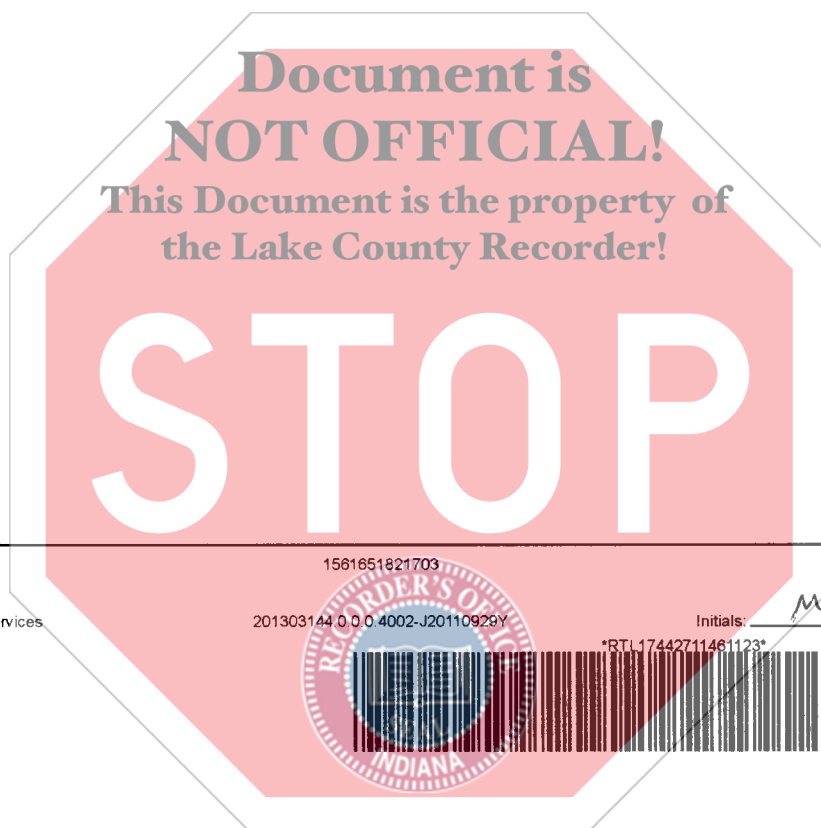 Document is
NOT OFFICIAL!
This Document is the property of
the Lake County Recorder!
STOP
1561651821703
rvices 201303144.0.0.0.4002-J20110929Y Initials:
*RTL17442711461123*
RECORDER'S OFFICE
SEAL
INDIANA